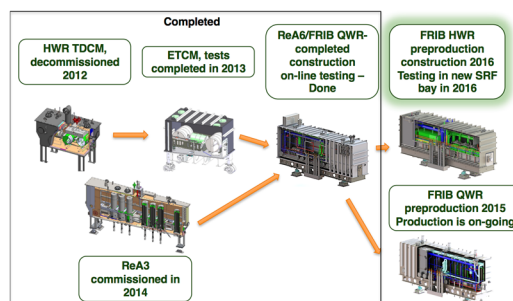 Completed
HWR TDCM,
decommissioned
2012
ETCM, tests
completed in 2013
ReA6/FRIB QWR-
completed
construction
on-line testing –
Done
FRIB HWR
preproduction
construction 2016
Testing in new SRF
bay in 2016
ReA3
commissioned in
2014
FRIB QWR
preproduction 2015
Production is on-going